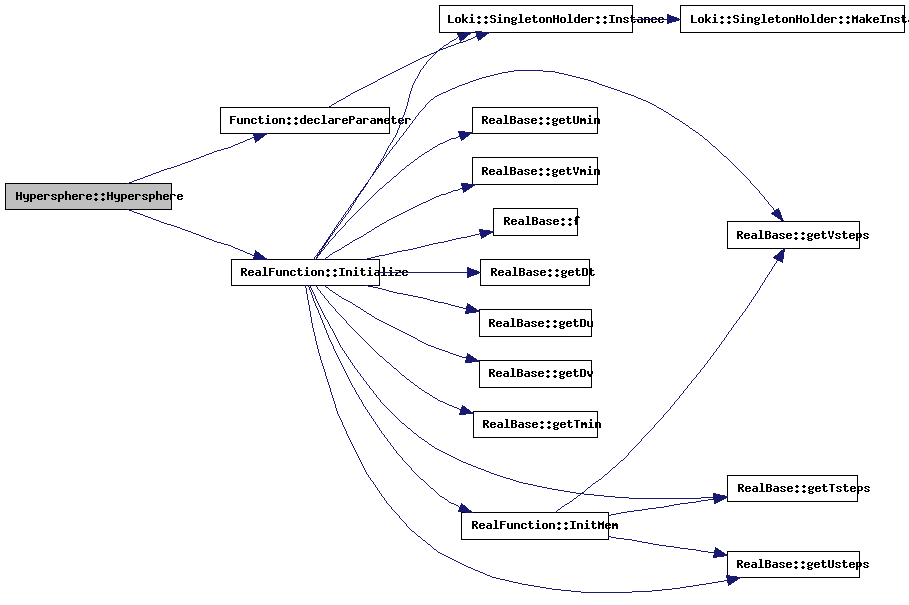 Loki::SingletonHolder::Instance
Loki::SingletonHolder::MakeInst
Function::declareParameter
RealBase::getUmin
RealBase::getVmin
Hypersphere::Hypersphere
RealBase::f
RealBase::getVsteps
RealFunction::Initialize
RealBase::getDt
RealBase::getDu
RealBase::getDv
RealBase::getTmin
RealBase::getTsteps
RealFunction::InitMem
RealBase::getUsteps